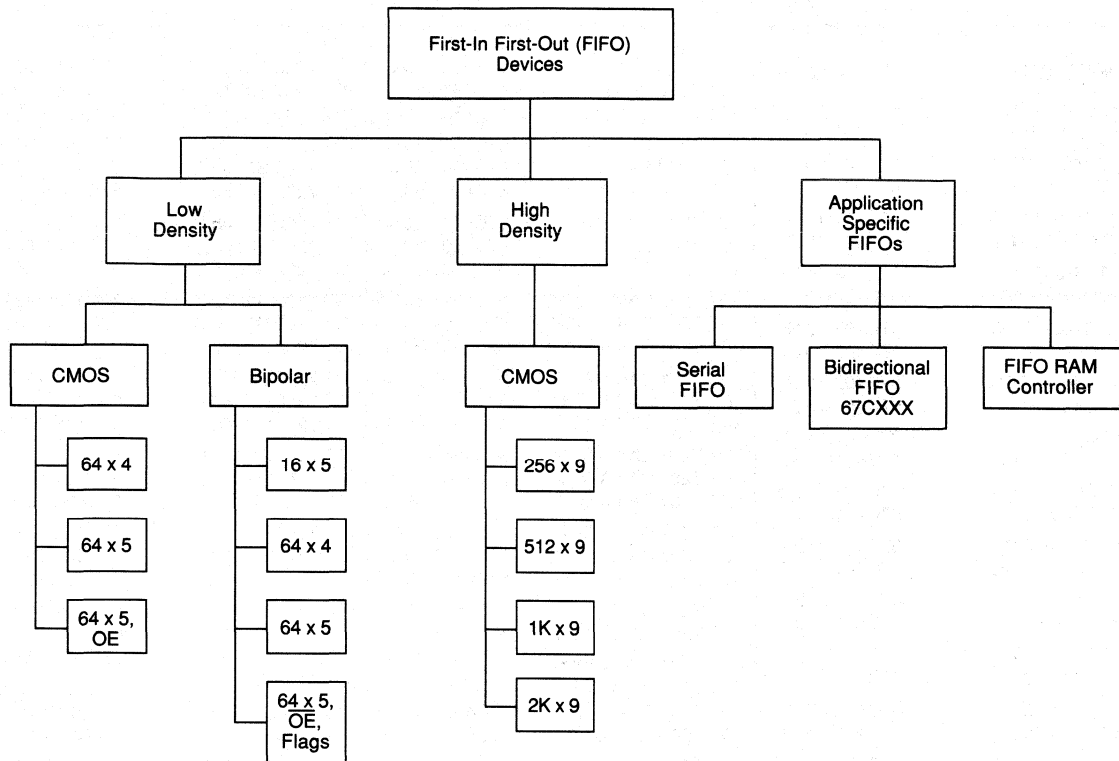 First-In First-Out (FIFO)
Devices
Low
Density
High
Density
Application
Specific
FIFOs
CMOS
Bipolar
CMOS
Serial
FIFO
Bidirectional
FIFO
67CXXX
FIFO RAM
Controller
64 x 4
64 x 5
64 x 5,
OE
16 x 5
64 x 4
64 x 5
64 x 5,
O̅E̅,
Flags
256 x 9
512 x 9
1K x 9
2K x 9